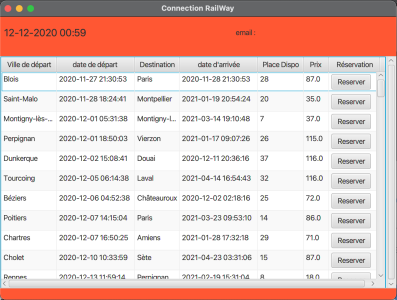 Connection RailWay
12-12-2020 00:59 email :
Ville de départ date de départ Destination date d'arrivée Place Dispo Prix Réservation
Blois 2020-11-27 21:30:53 Paris 2020-11-28 21:30:53 28 87.0 Reserver
Saint-Malo 2020-11-28 18:24:41 Montpellier 2021-01-19 20:54:24 20 35.0 Reserver
Montigny-lès-... 2020-12-01 05:31:38 Montmorency 2021-03-14 19:10:48 7 37.0 Reserver
Perpignan 2020-12-01 18:50:03 Vierzon 2021-01-17 09:07:26 26 115.0 Reserver
Dunkerque 2020-12-02 15:08:41 Douai 2020-12-11 20:36:16 37 116.0 Reserver
Tourcoing 2020-12-05 06:14:38 Laval 2021-04-14 16:54:43 32 116.0 Reserver
Béziers 2020-12-06 04:52:38 Châteauroux 2020-12-02 02:18:16 25 72.0 Reserver
Poitiers 2020-12-07 14:15:04 Paris 2021-03-23 09:53:10 14 86.0 Reserver
Chartres 2020-12-07 16:50:25 Amiens 2021-01-28 17:32:18 29 71.0 Reserver
Cholet 2020-12-10 10:33:59 Sète 2021-04-23 03:31:06 15 87.0 Reserver
Rennes 2020-12-13 11:59:14 Perpignan 2021-02-19 15:31:04 8 18.0